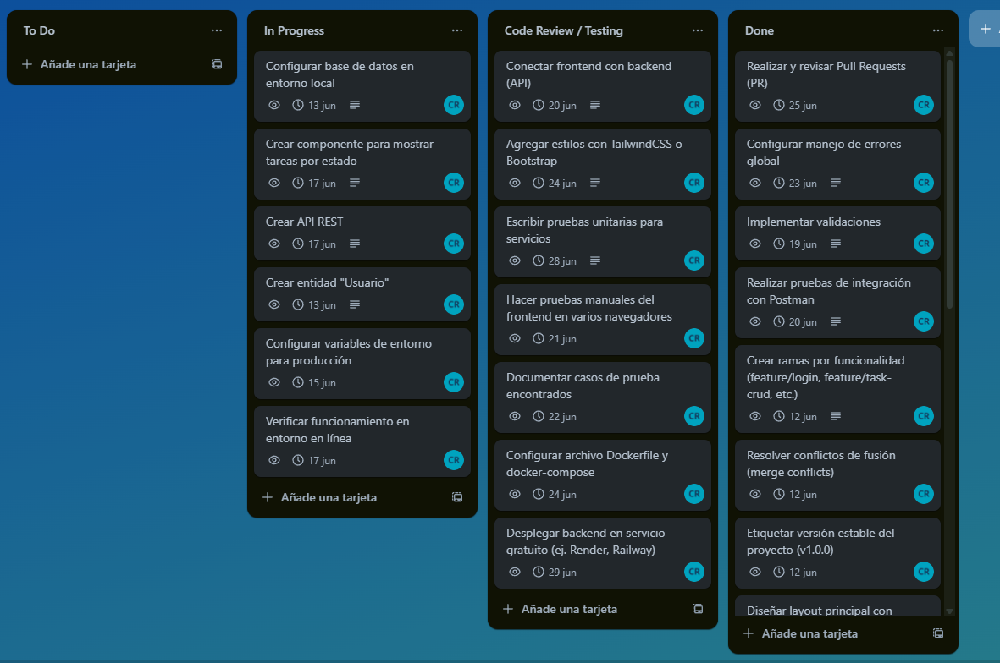 To Do
Añade una tarjeta
In Progress
Configurar base de datos en
entorno local
13 jun
CR
Crear componente para mostrar
tareas por estado
17 jun
CR
Crear API REST
17 jun
CR
Crear entidad "Usuario"
13 jun
CR
Configurar variables de entorno
para producción
15 jun
CR
Verificar funcionamiento en
entorno en línea
17 jun
CR
Añade una tarjeta
Code Review / Testing
Conectar frontend con backend
(API)
20 jun
CR
Agregar estilos con TailwindCSS o
Bootstrap
24 jun
CR
Escribir pruebas unitarias para
servicios
28 jun
CR
Hacer pruebas manuales del
frontend en varios navegadores
21 jun
CR
Documentar casos de prueba
encontrados
22 jun
CR
Configurar archivo Dockerfile y
docker-compose
24 jun
CR
Desplegar backend en servicio
gratuito (ej. Render, Railway)
29 jun
CR
Añade una tarjeta
Done
Realizar y revisar Pull Requests
(PR)
25 jun
CR
Configurar manejo de errores
global
23 jun
CR
Implementar validaciones
19 jun
CR
Realizar pruebas de integración
con Postman
20 jun
CR
Crear ramas por funcionalidad
(feature/login, feature/task-
crud, etc.)
12 jun
CR
Resolver conflictos de fusión
(merge conflicts)
12 jun
CR
Etiquetar versión estable del
proyecto (v1.0.0)
12 jun
CR
Diseñar layout principal con
Añade una tarjeta